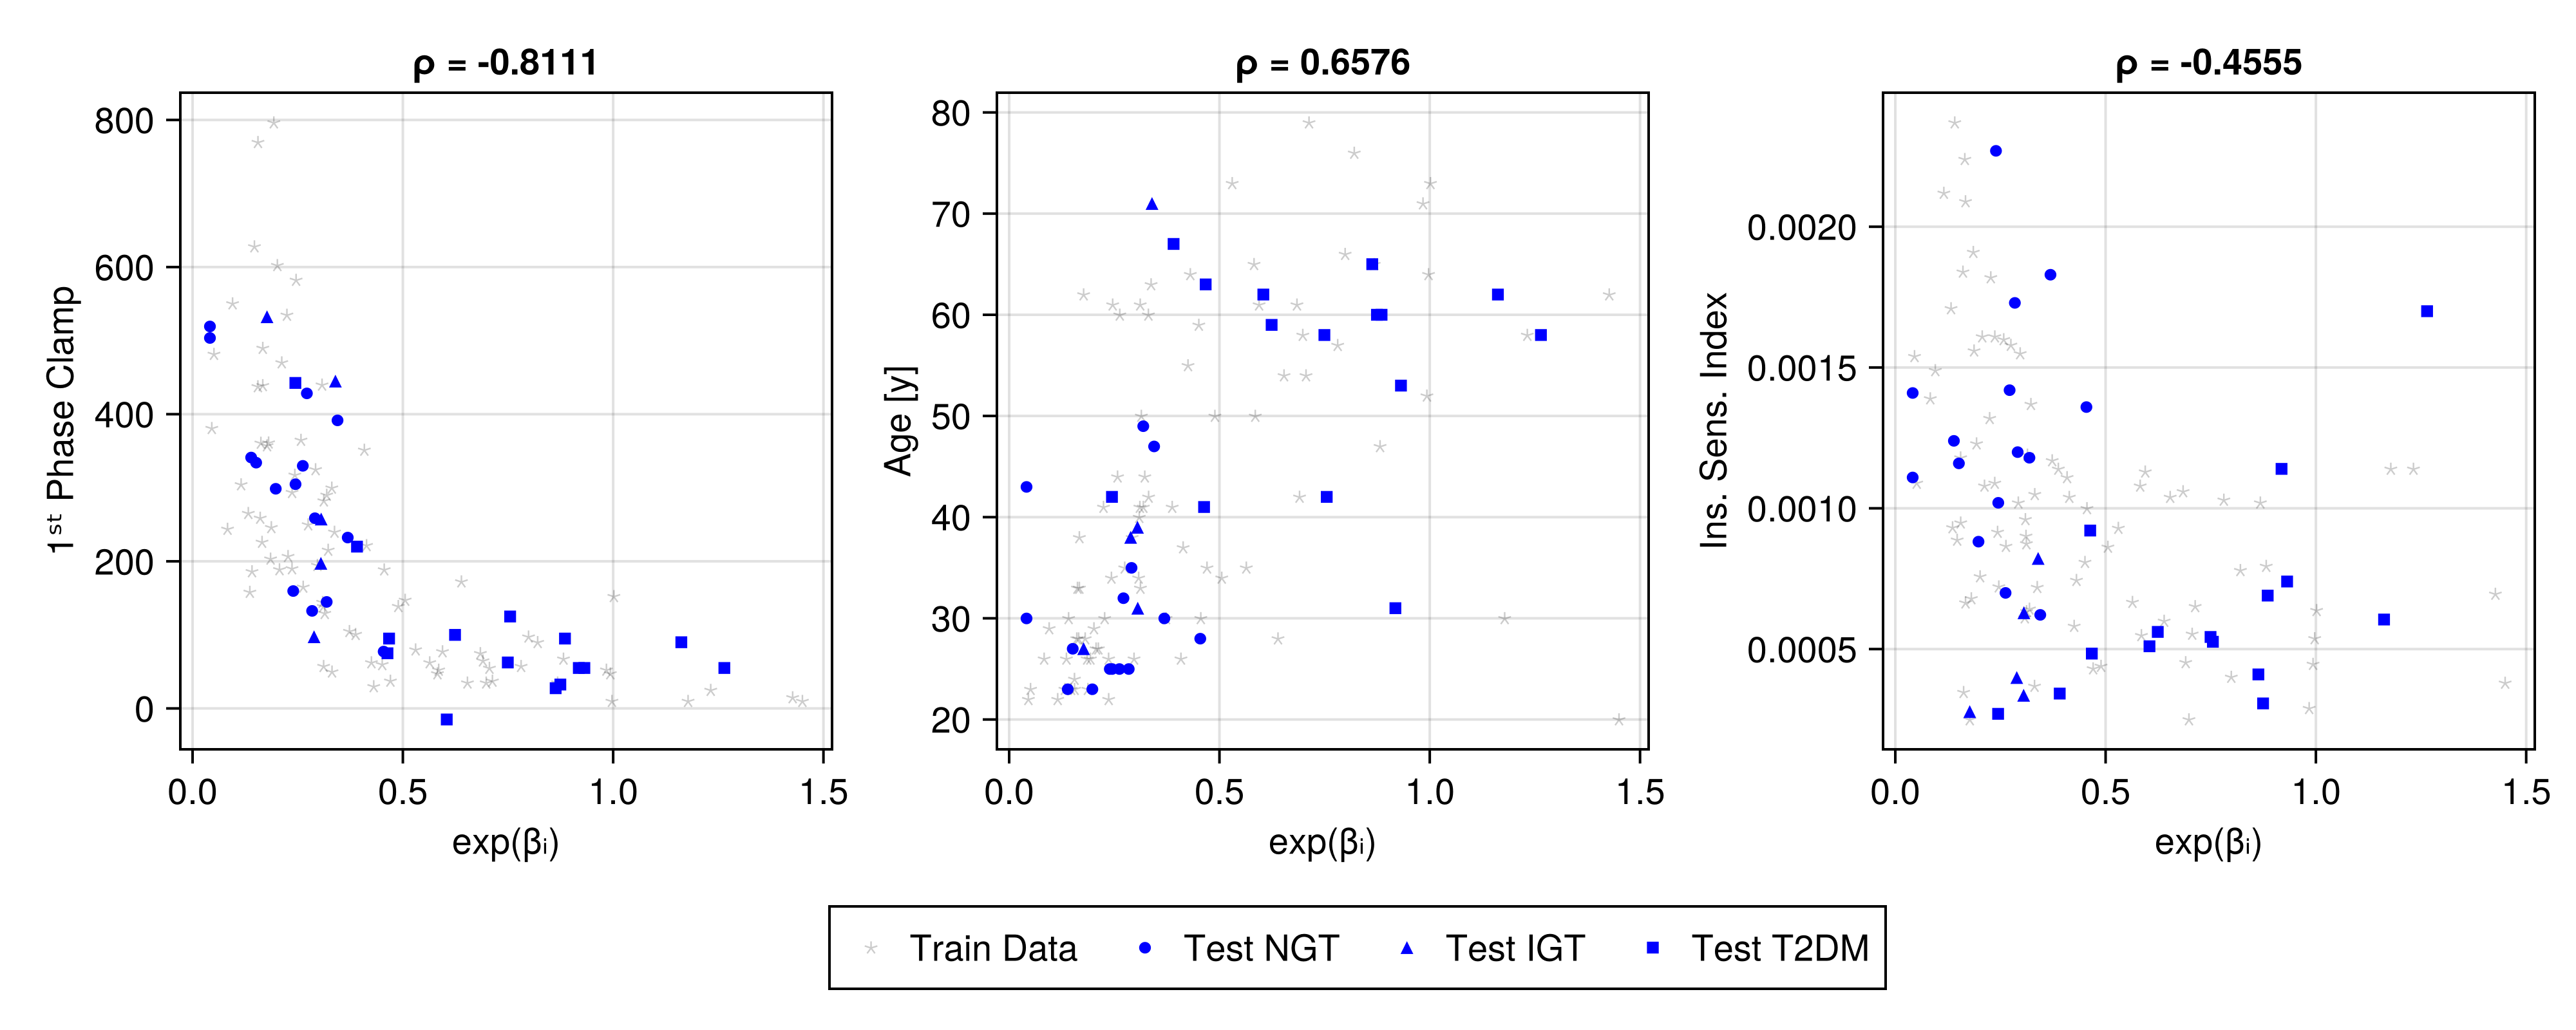 ρ = -0.8111
800
600
400
200
0
1ˢᵗ Phase Clamp
0.0 0.5 1.0 1.5
exp(βᵢ)
ρ = 0.6576
80
70
60
50
40
30
20
Age [y]
0.0 0.5 1.0 1.5
exp(βᵢ)
ρ = -0.4555
0.0020
0.0015
0.0010
0.0005
Ins. Sens. Index
0.0 0.5 1.0 1.5
exp(βᵢ)
Train Data Test NGT Test IGT Test T2DM